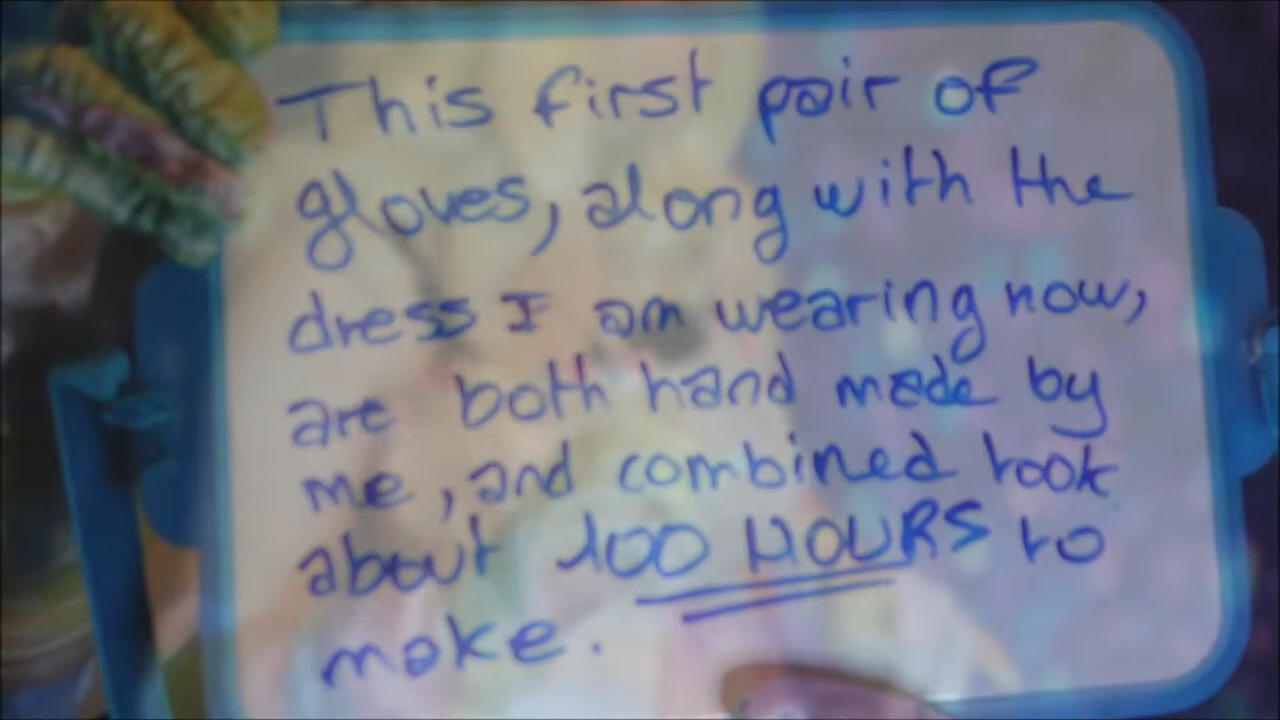 This first pair of
gloves, along with the
dress I am wearing now,
are both hand made by
me, and combined took
about 100 HOURS to
make.